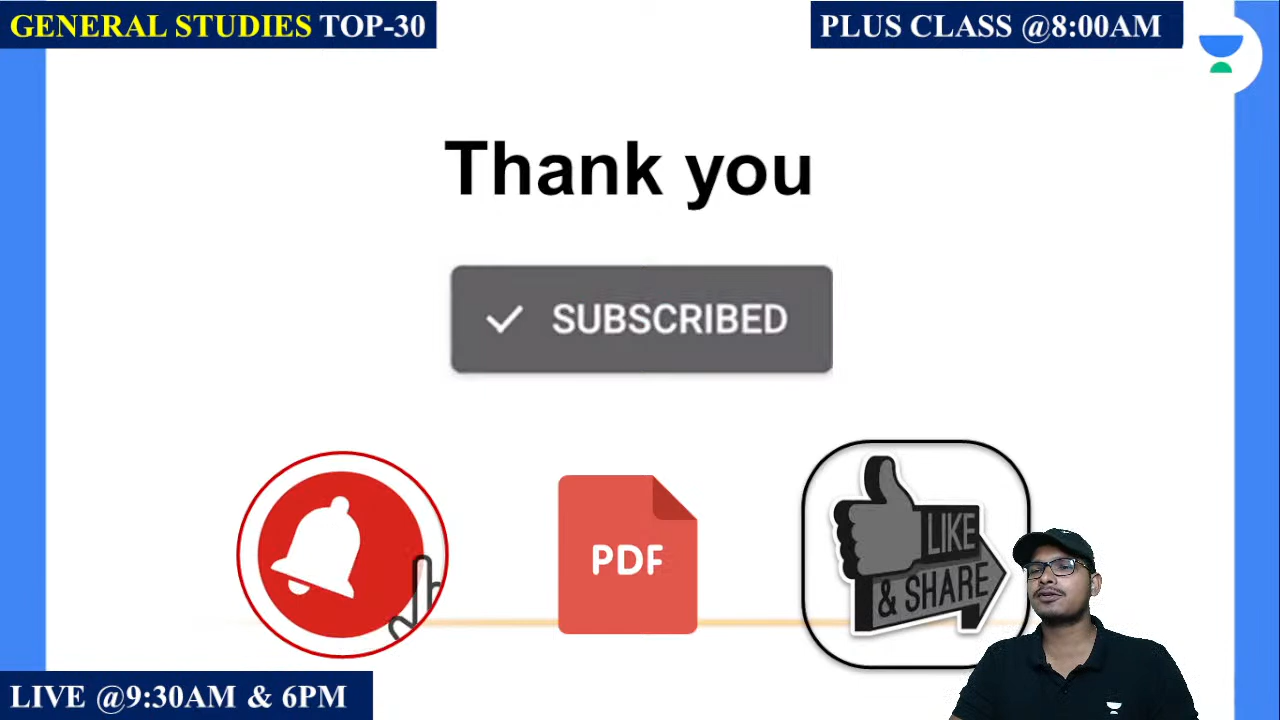 GENERAL STUDIES TOP-30
PLUS CLASS @8:00AM
Thank you
SUBSCRIBED
PDF
LIKE
& SHARE
LIVE @9:30AM & 6PM